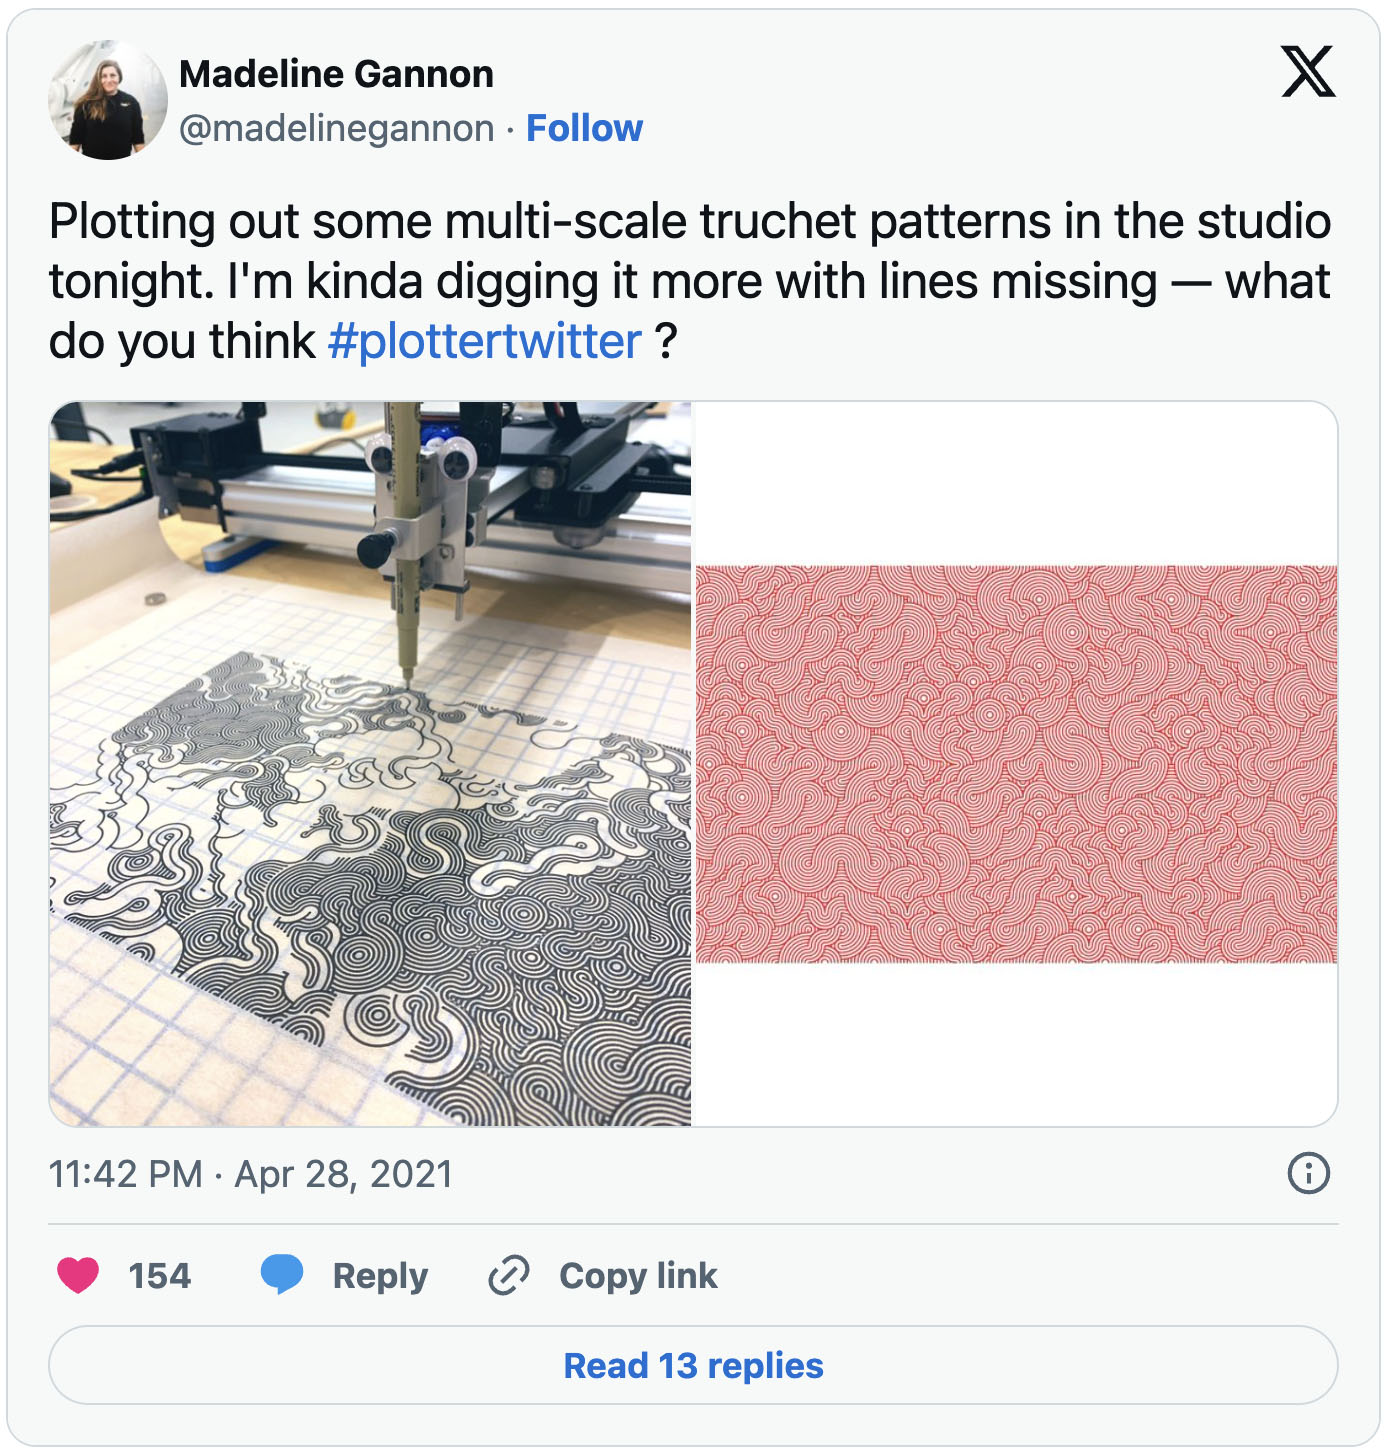 Madeline Gannon
@madelinegannon · Follow
Plotting out some multi-scale truchet patterns in the studio
tonight. I'm kinda digging it more with lines missing — what
do you think #plottertwitter ?
11:42 PM · Apr 28, 2021
154 Reply Copy link
Read 13 replies